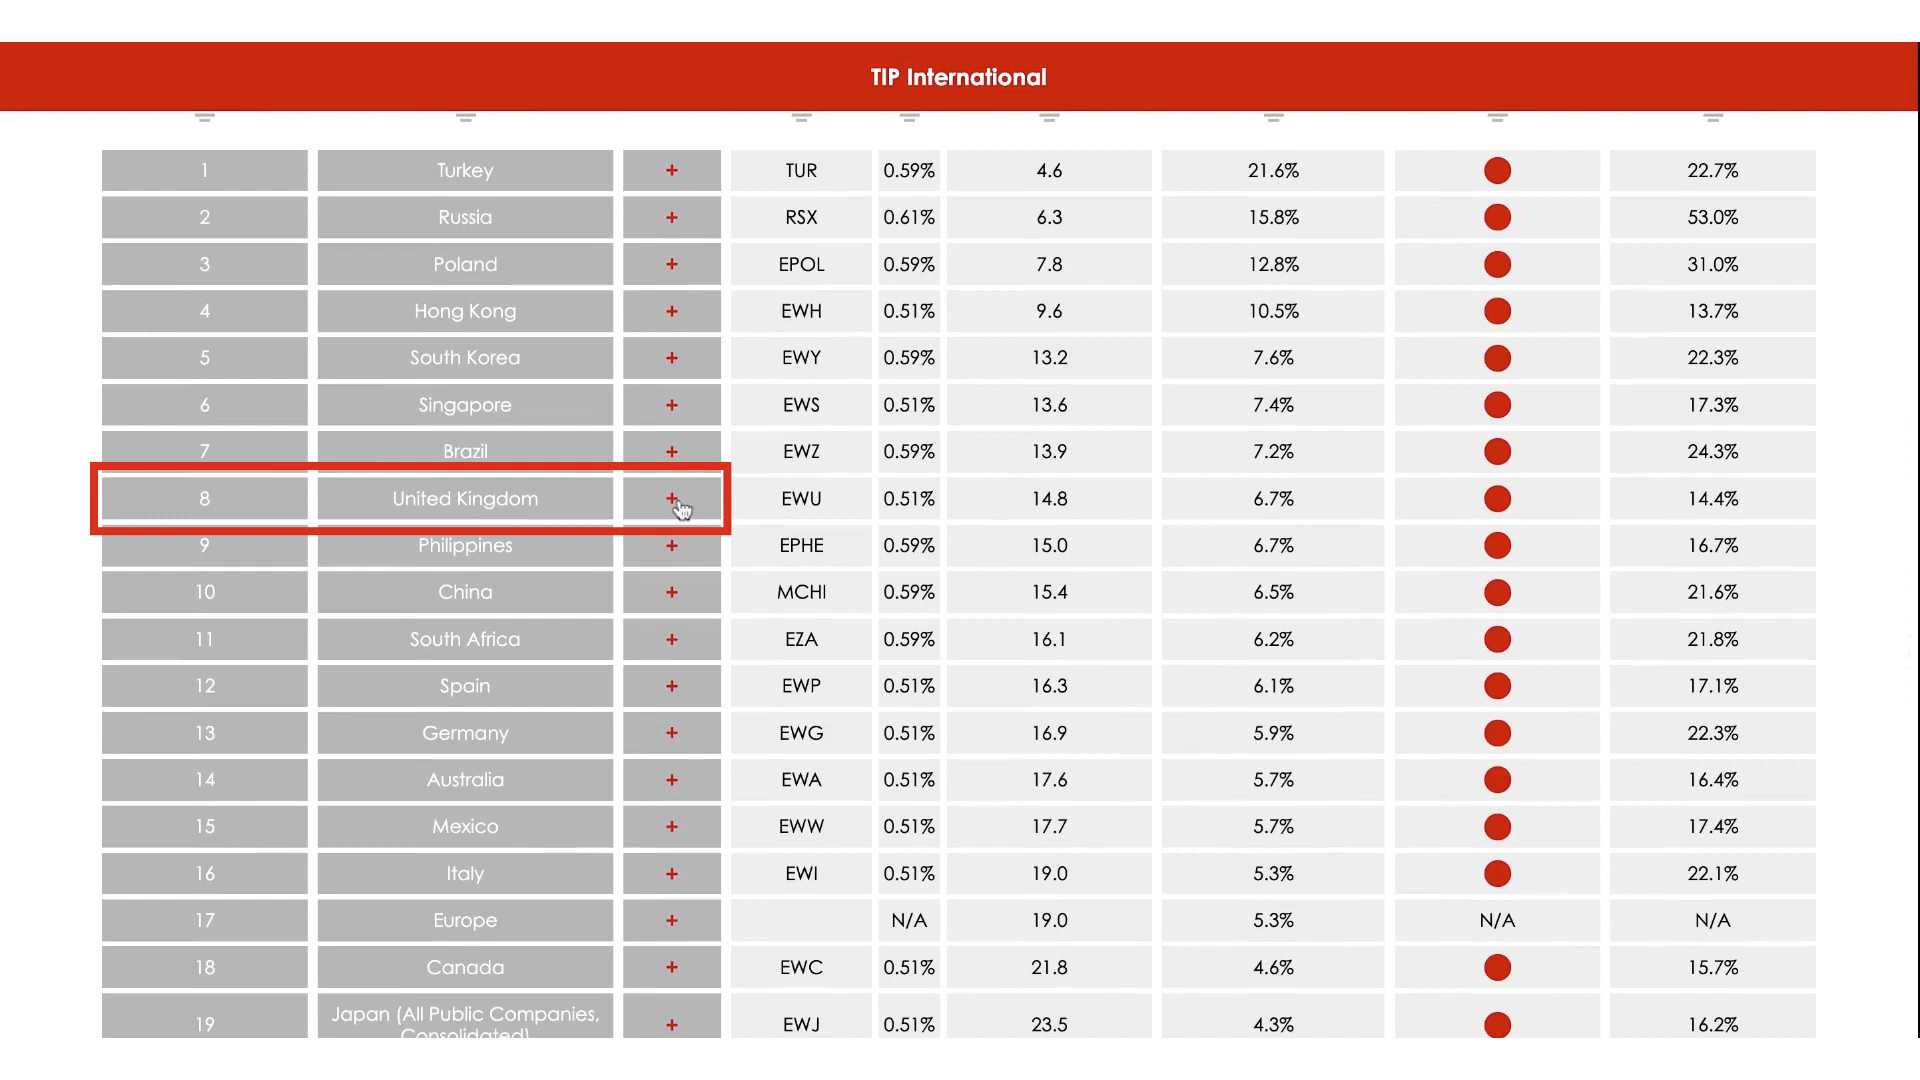 TIP International
1 Turkey + TUR 0.59% 4.6 21.6% 22.7%
2 Russia + RSX 0.61% 6.3 15.8% 53.0%
3 Poland + EPOL 0.59% 7.8 12.8% 31.0%
4 Hong Kong + EWH 0.51% 9.6 10.5% 13.7%
5 South Korea + EWY 0.59% 13.2 7.6% 22.3%
6 Singapore + EWS 0.51% 13.6 7.4% 17.3%
7 Brazil + EWZ 0.59% 13.9 7.2% 24.3%
8 United Kingdom + EWU 0.51% 14.8 6.7% 14.4%
9 Philippines + EPHE 0.59% 15.0 6.7% 16.7%
10 China + MCHI 0.59% 15.4 6.5% 21.6%
11 South Africa + EZA 0.59% 16.1 6.2% 21.8%
12 Spain + EWP 0.51% 16.3 6.1% 17.1%
13 Germany + EWG 0.51% 16.9 5.9% 22.3%
14 Australia + EWA 0.51% 17.6 5.7% 16.4%
15 Mexico + EWW 0.51% 17.7 5.7% 17.4%
16 Italy + EWI 0.51% 19.0 5.3% 22.1%
17 Europe + N/A 19.0 5.3% N/A N/A
18 Canada + EWC 0.51% 21.8 4.6% 15.7%
Japan (All Public Companies,
19 + EWJ 0.51% 23.5 4.3% 16.2%
Consolidated)